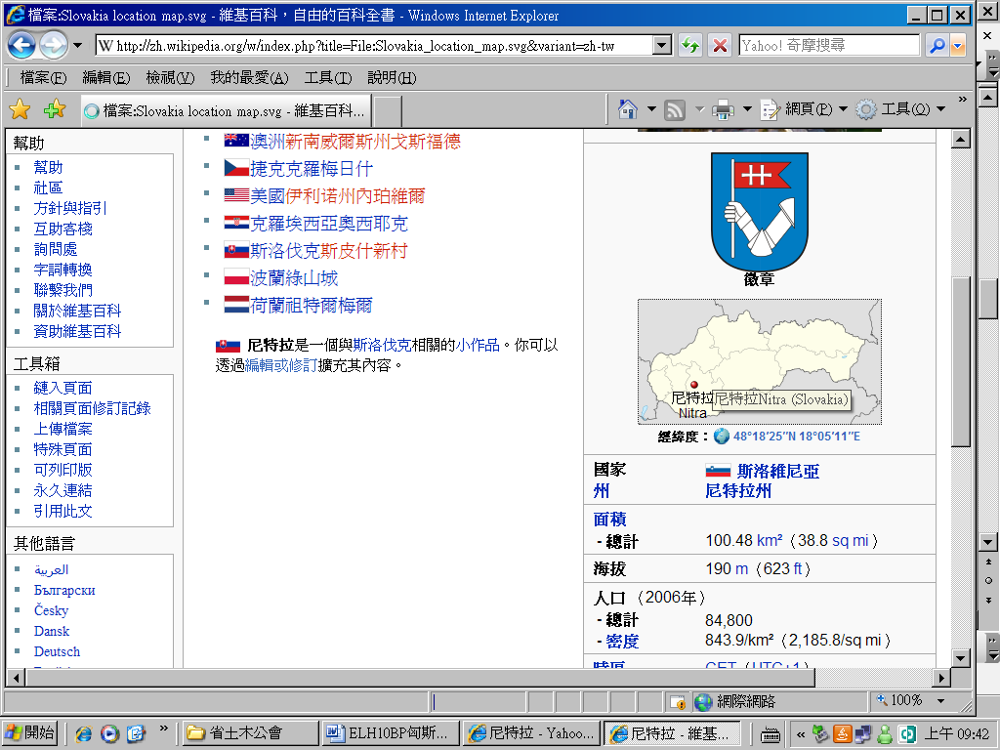 檔案:Slovakia location map.svg - 維基百科，自由的百科全書 - Windows Internet Explorer
http://zh.wikipedia.org/w/index.php?title=File:Slovakia_location_map.svg&variant=zh-tw
Yahoo! 奇摩搜尋
檔案(F) 編輯(E) 檢視(V) 我的最愛(A) 工具(T) 說明(H)
檔案:Slovakia location map.svg - 維基百科...
網頁(P) 工具(O) »
幫助
幫助
社區
方針與指引
互助客棧
詢問處
字詞轉換
聯繫我們
關於維基百科
資助維基百科
工具箱
鏈入頁面
相關頁面修訂記錄
上傳檔案
特殊頁面
可列印版
永久連結
引用此文
其他語言
العربية
Български
Česky
Dansk
Deutsch
澳洲新南威爾斯州戈斯福德
捷克克羅梅日什
美國伊利诺州內珀維爾
克羅埃西亞奧西耶克
斯洛伐克斯皮什新村
波蘭綠山城
荷蘭祖特爾梅爾
尼特拉是一個與斯洛伐克相關的小作品。你可以
透過編輯或修訂擴充其內容。
徽章
尼特拉
Nitra
尼特拉Nitra (Slovakia)
經緯度：48°18′25″N 18°05′11″E
國家 斯洛維尼亞
州 尼特拉州
面積
- 總計 100.48 km²（38.8 sq mi）
海拔 190 m（623 ft）
人口（2006年）
- 總計 84,800
- 密度 843.9/km²（2,185.8/sq mi）
時區 CET（UTC+1）
網際網路
100%
開始 » 省土木公會 ELH10BP匈斯... 尼特拉 - Yahoo... 尼特拉 - 維基... « 上午 09:42